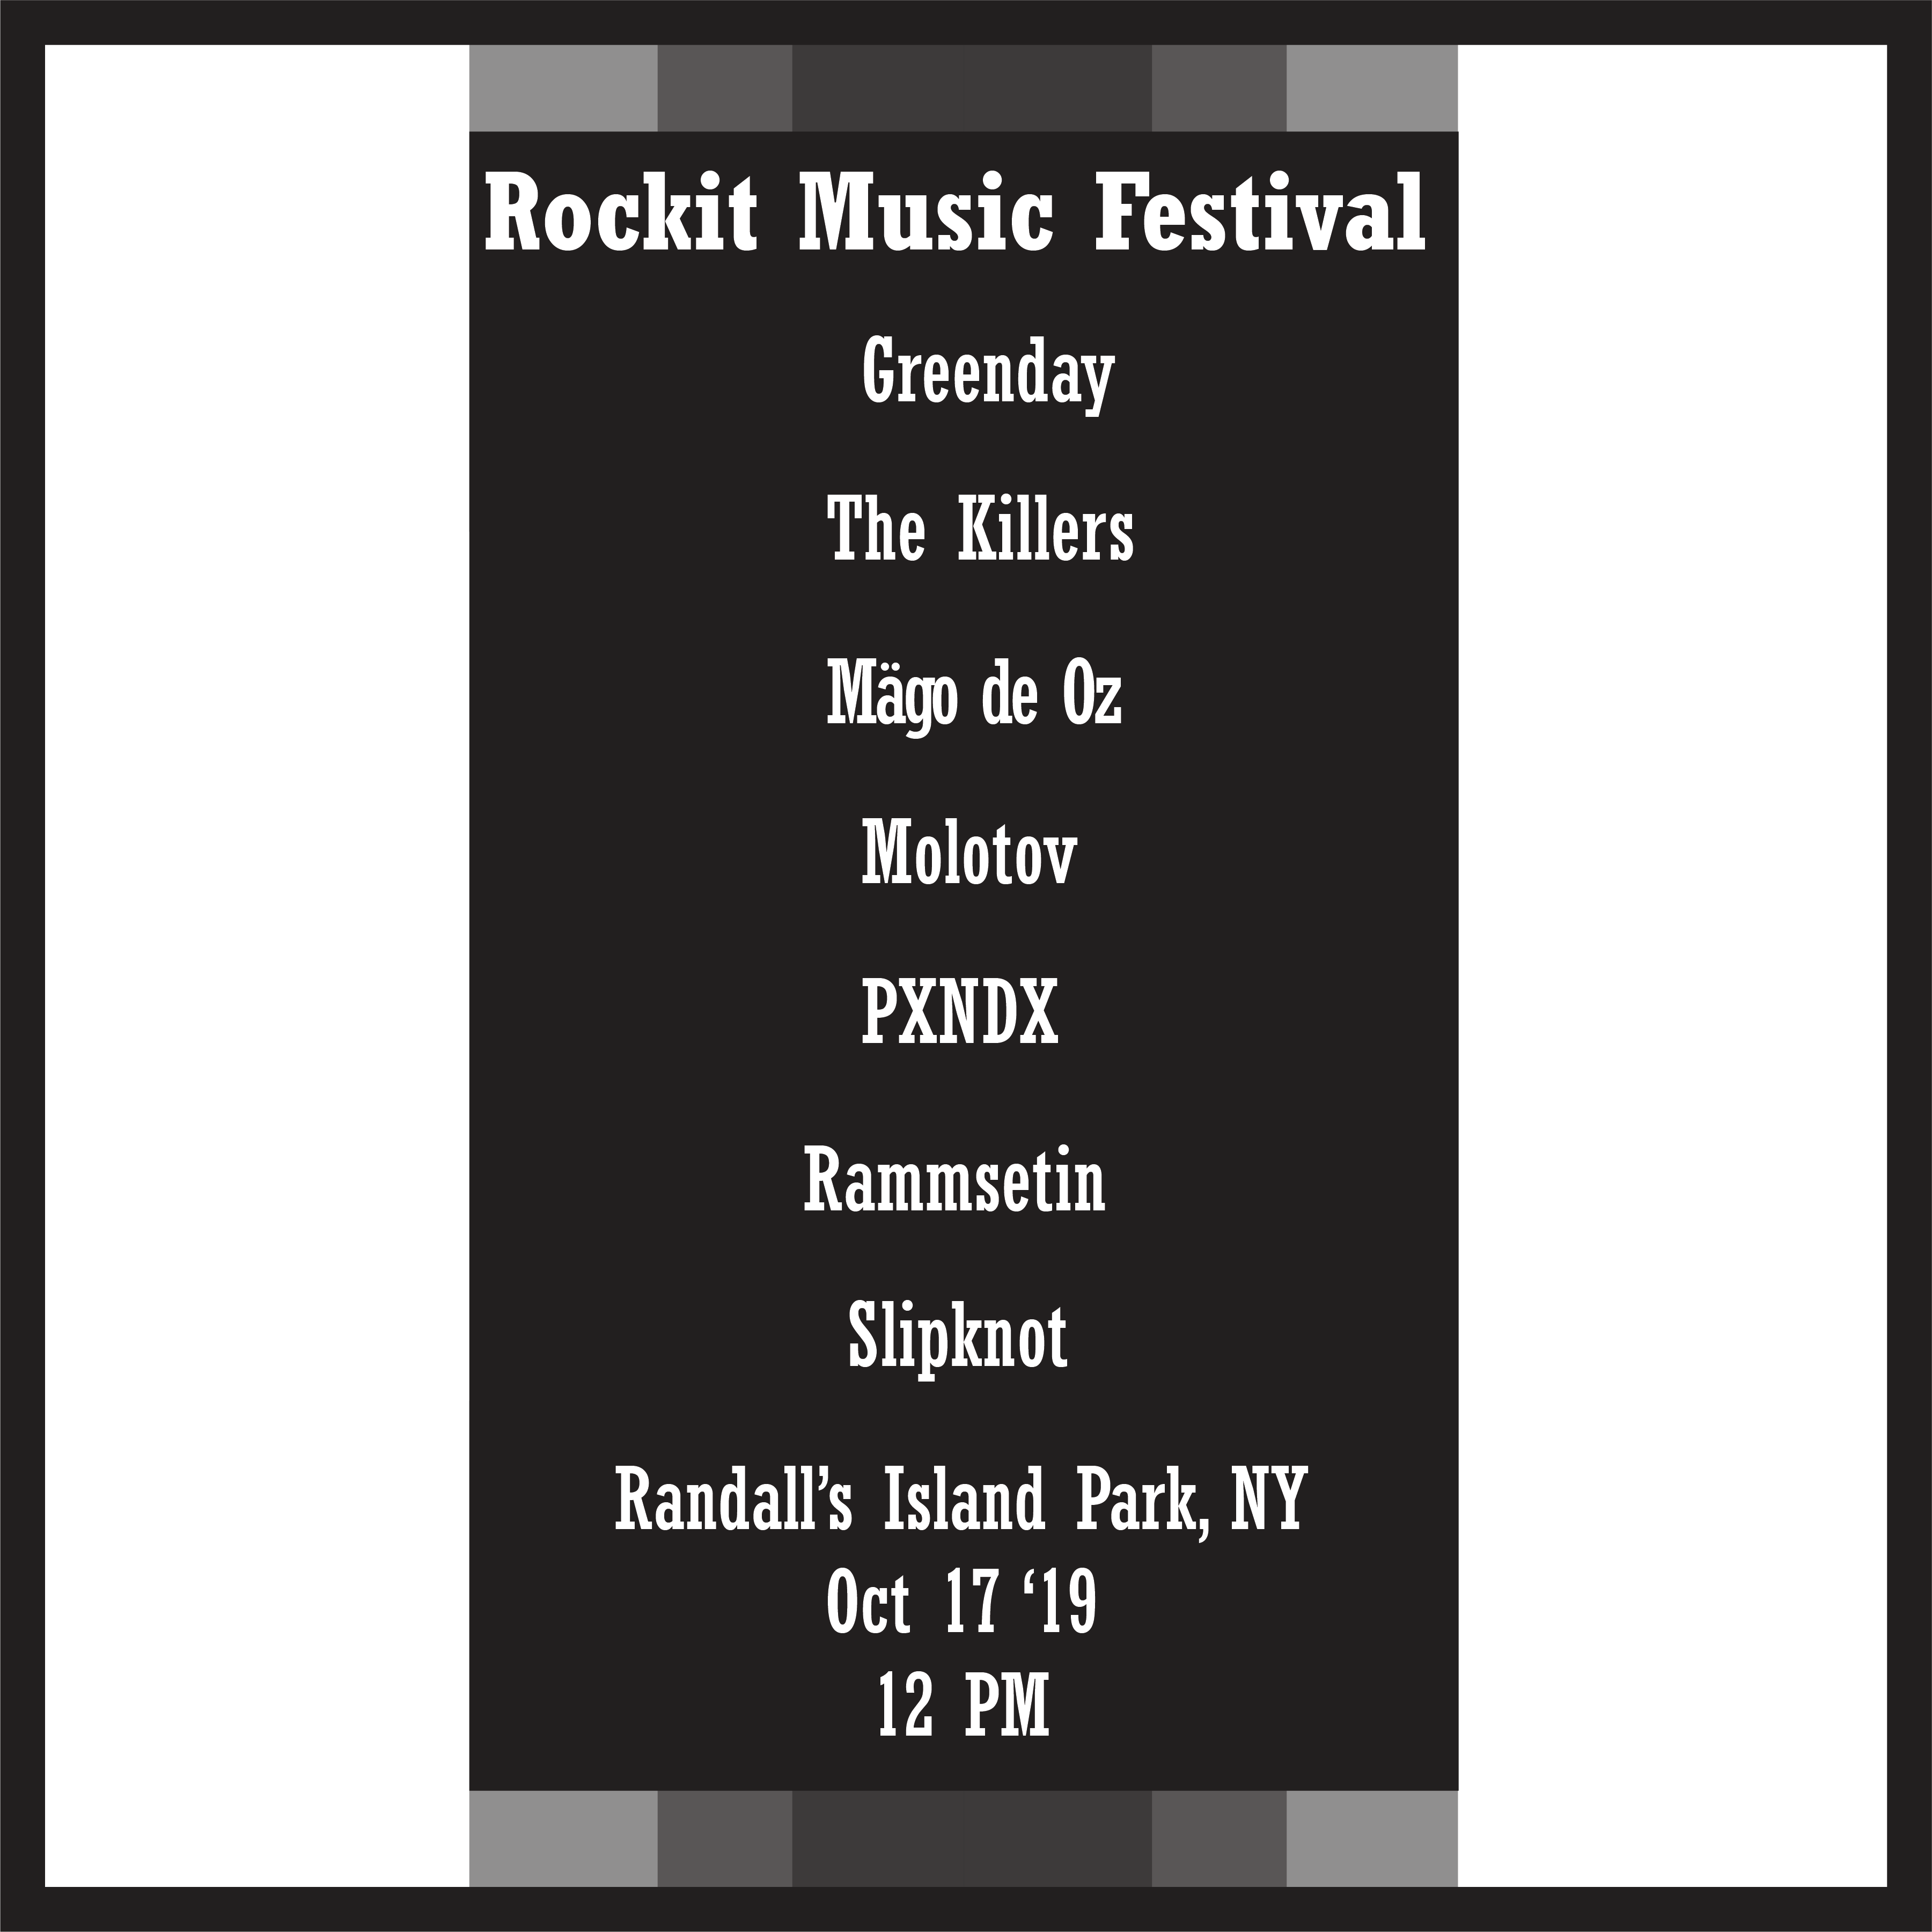 Rockit Music Festival
Greenday
The Killers
Mägo de Oz
Molotov
PXNDX
Rammsetin
Slipknot
Randall’s Island Park, NY
Oct 17 ‘19
12 PM